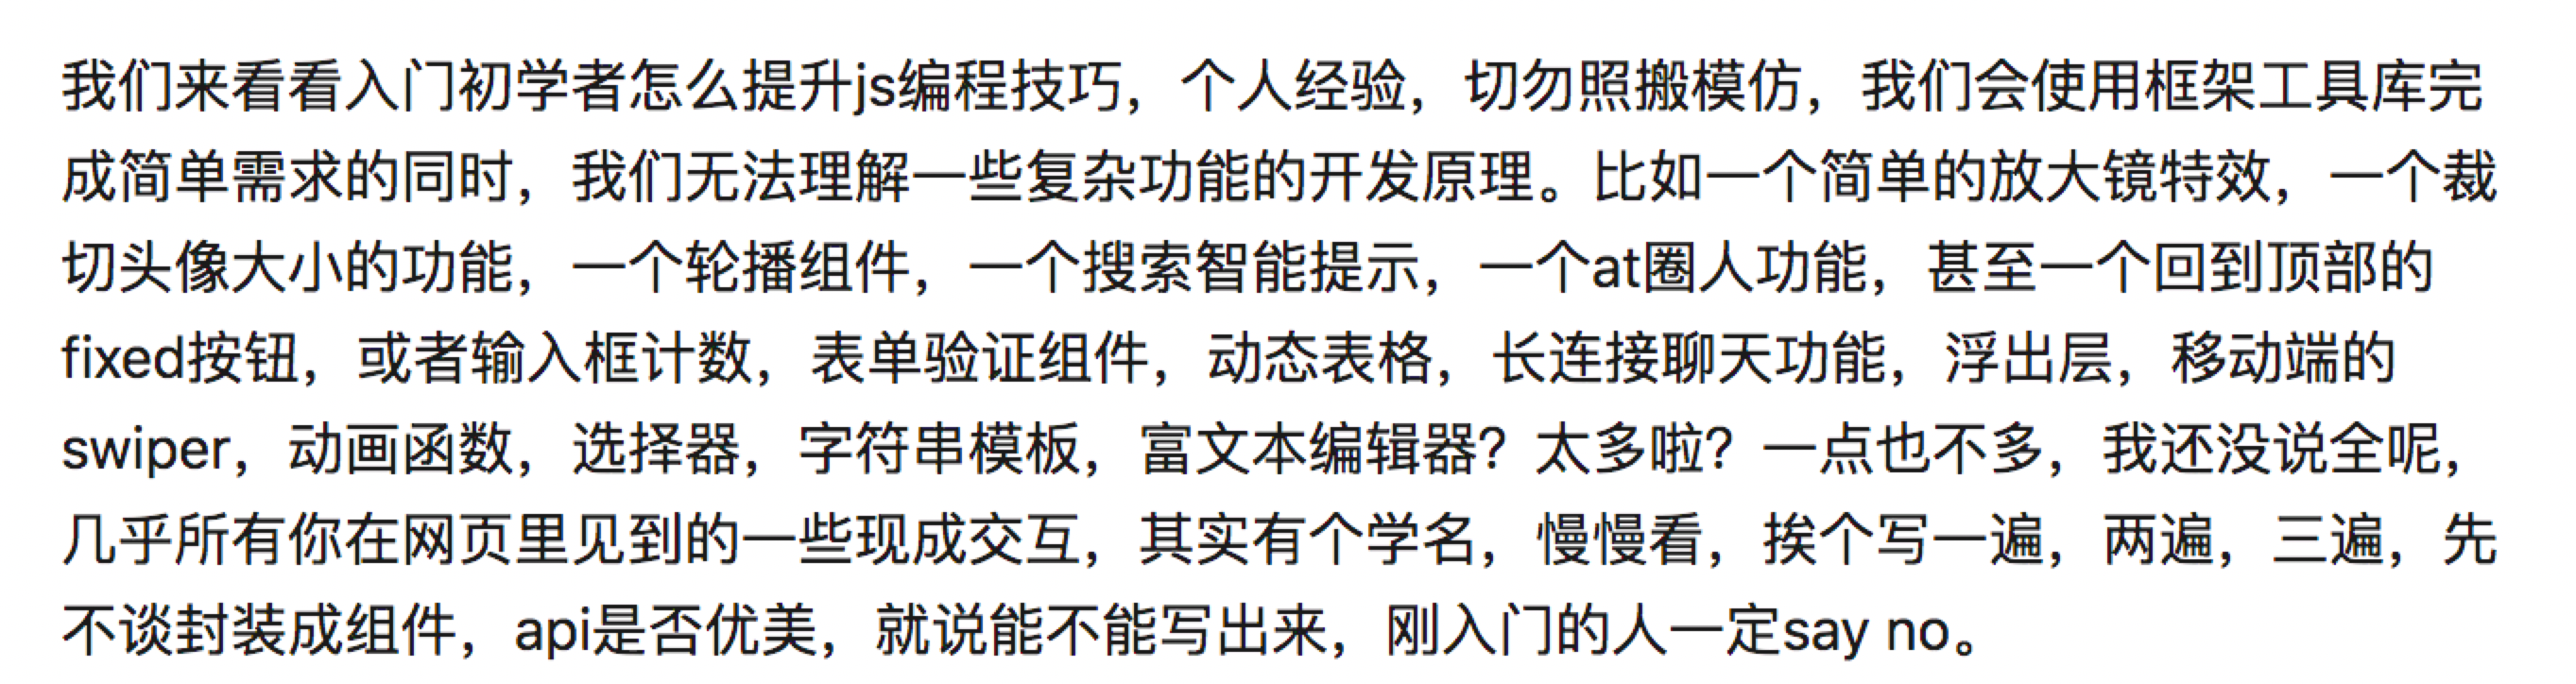 我们来看看入门初学者怎么提升js编程技巧，个人经验，切勿照搬模仿，我们会使用框架工具库完
成简单需求的同时，我们无法理解一些复杂功能的开发原理。比如一个简单的放大镜特效，一个裁
切头像大小的功能，一个轮播组件，一个搜索智能提示，一个at圈人功能，甚至一个回到顶部的
fixed按钮，或者输入框计数，表单验证组件，动态表格，长连接聊天功能，浮出层，移动端的
swiper，动画函数，选择器，字符串模板，富文本编辑器？太多啦？一点也不多，我还没说全呢，
几乎所有你在网页里见到的一些现成交互，其实有个学名，慢慢看，挨个写一遍，两遍，三遍，先
不谈封装成组件，api是否优美，就说能不能写出来，刚入门的人一定say no。